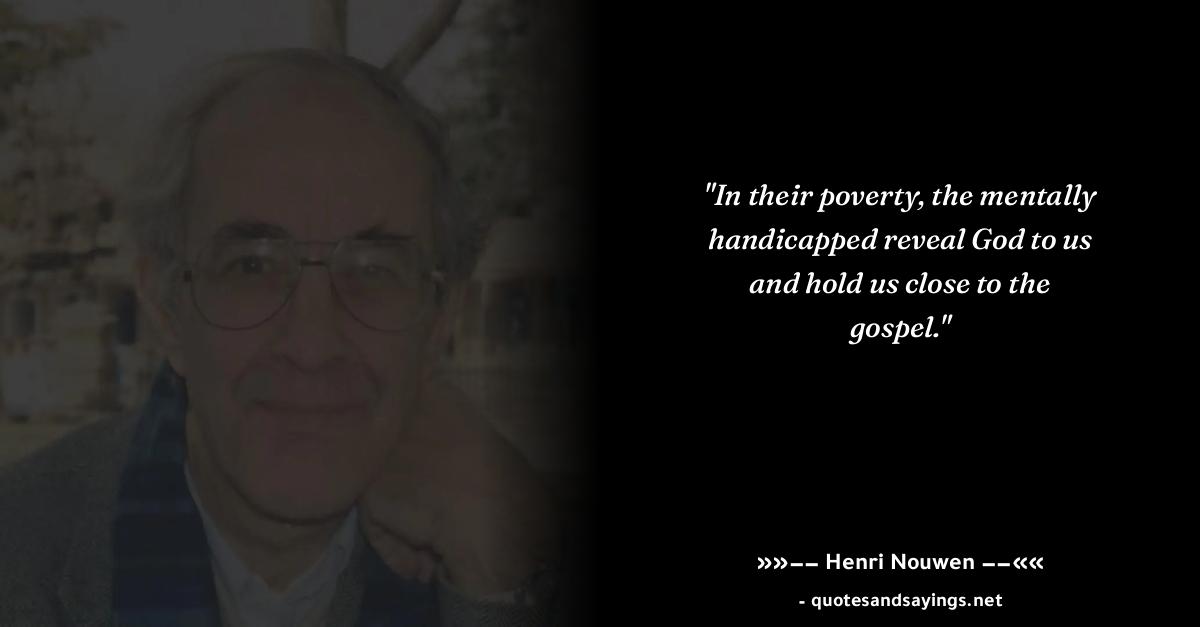 "In their poverty, the mentally
handicapped reveal God to us
and hold us close to the
gospel."
»»−− Henri Nouwen −−««
- quotesandsayings.net